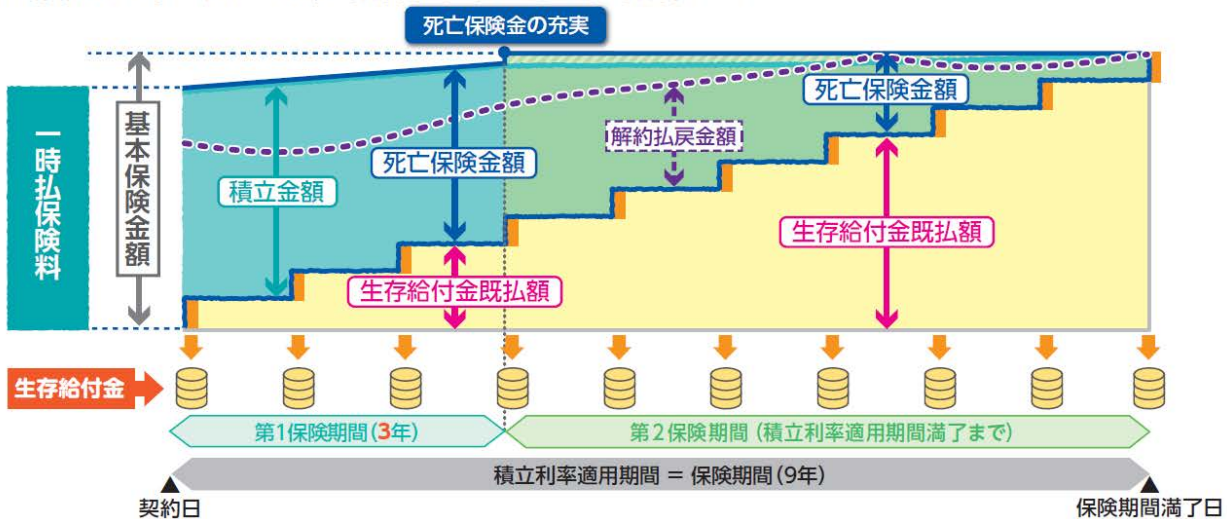 死亡保険金の充実
一時払保険料
基本保険金額
積立金額
死亡保険金額
生存給付金既払額
解約払戻金額
死亡保険金額
生存給付金既払額
生存給付金
第1保険期間(3年)
第2保険期間(積立利率適用期間満了まで)
積立利率適用期間 = 保険期間(9年)
契約日
保険期間満了日